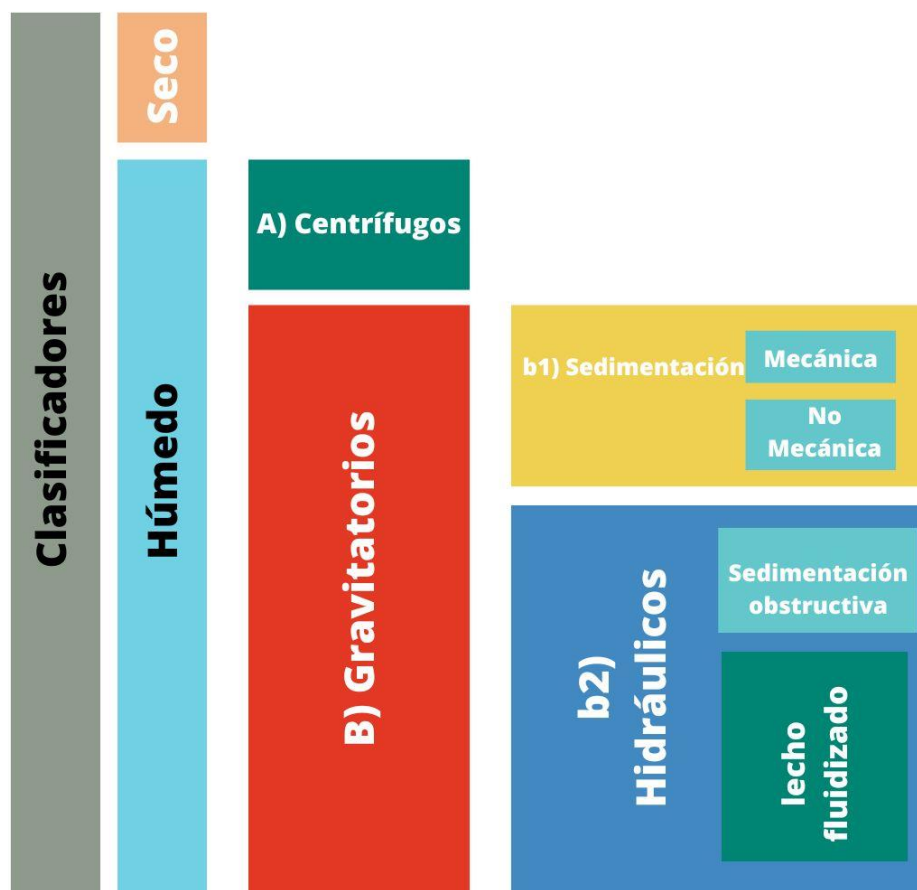 Clasificadores
Seco
Húmedo
A) Centrífugos
B) Gravitatorios
b1) Sedimentación
Mecánica
No
Mecánica
b2)
Hidráulicos
Sedimentación
obstructiva
lecho
fluidizado